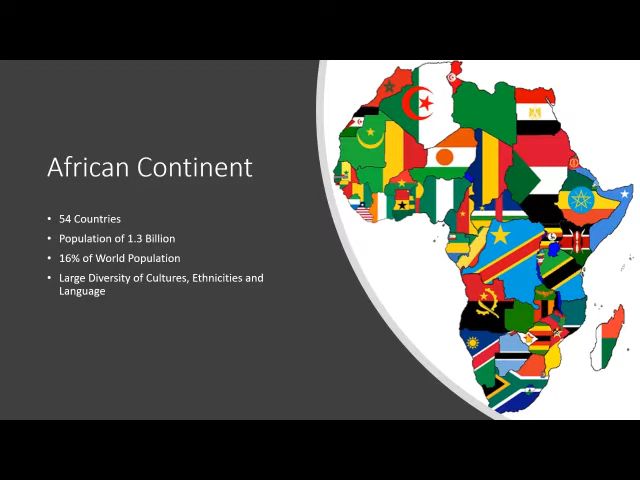 African Continent
• 54 Countries
• Population of 1.3 Billion
• 16% of World Population
• Large Diversity of Cultures, Ethnicities and
Language